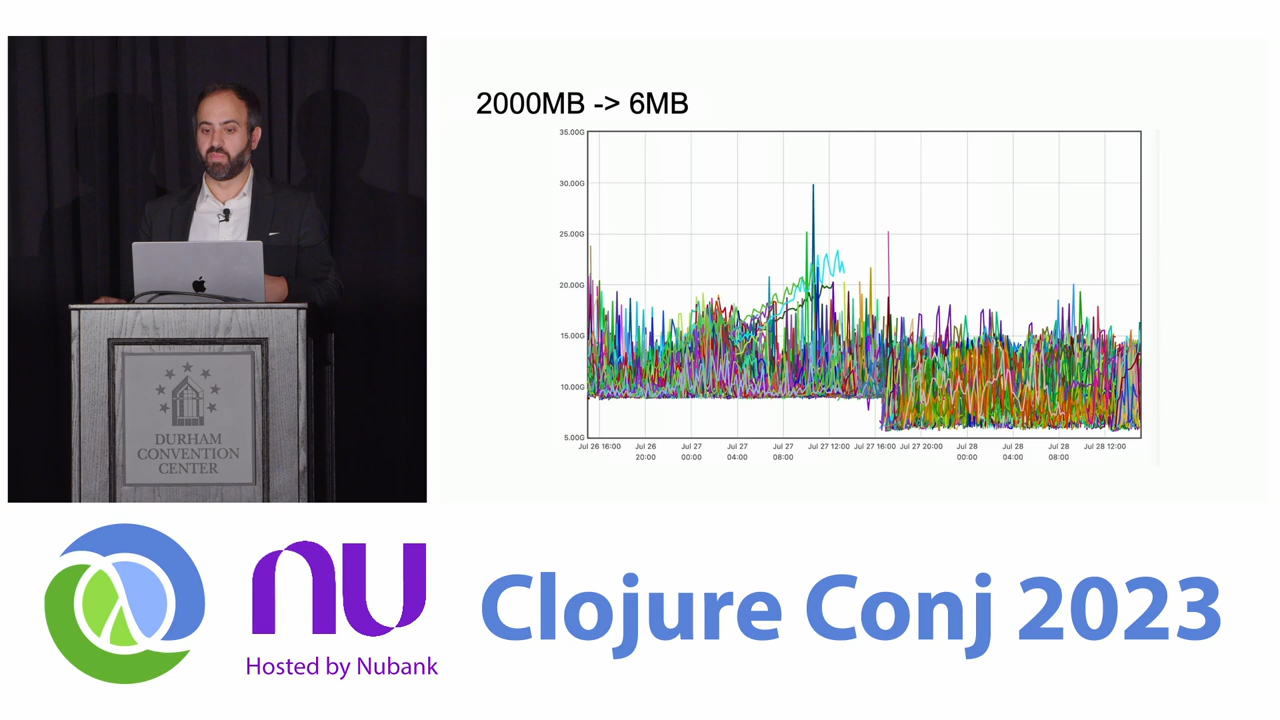 2000MB -> 6MB
35.00G
30.00G
25.00G
20.00G
15.00G
10.00G
5.00G
Jul 26 16:00 Jul 26 20:00 Jul 27 00:00 Jul 27 04:00 Jul 27 08:00 Jul 27 12:00 Jul 27 16:00 Jul 27 20:00 Jul 28 00:00 Jul 28 04:00 Jul 28 08:00 Jul 28 12:00
DURHAM
CONVENTION
CENTER
nu
Hosted by Nubank
Clojure Conj 2023